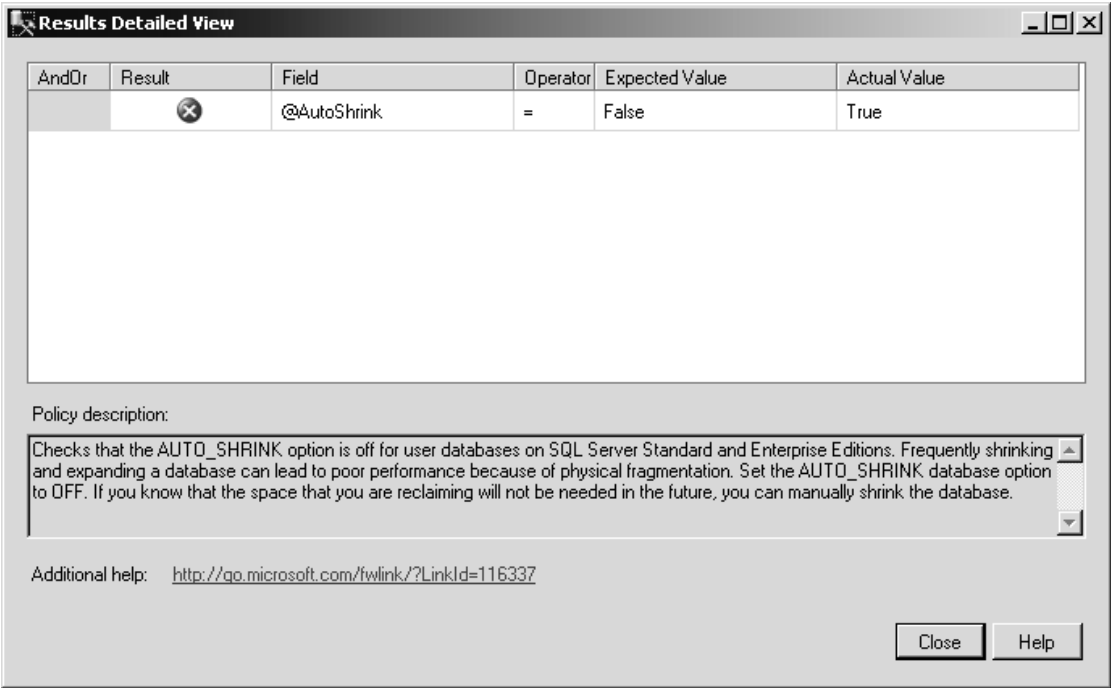 Results Detailed View
AndOr Result Field Operator Expected Value Actual Value
@AutoShrink = False True
Policy description:
Checks that the AUTO_SHRINK option is off for user databases on SQL Server Standard and Enterprise Editions. Frequently shrinking
and expanding a database can lead to poor performance because of physical fragmentation. Set the AUTO_SHRINK database option
to OFF. If you know that the space that you are reclaiming will not be needed in the future, you can manually shrink the database.
Additional help: http://go.microsoft.com/fwlink/?LinkId=116337
Close Help